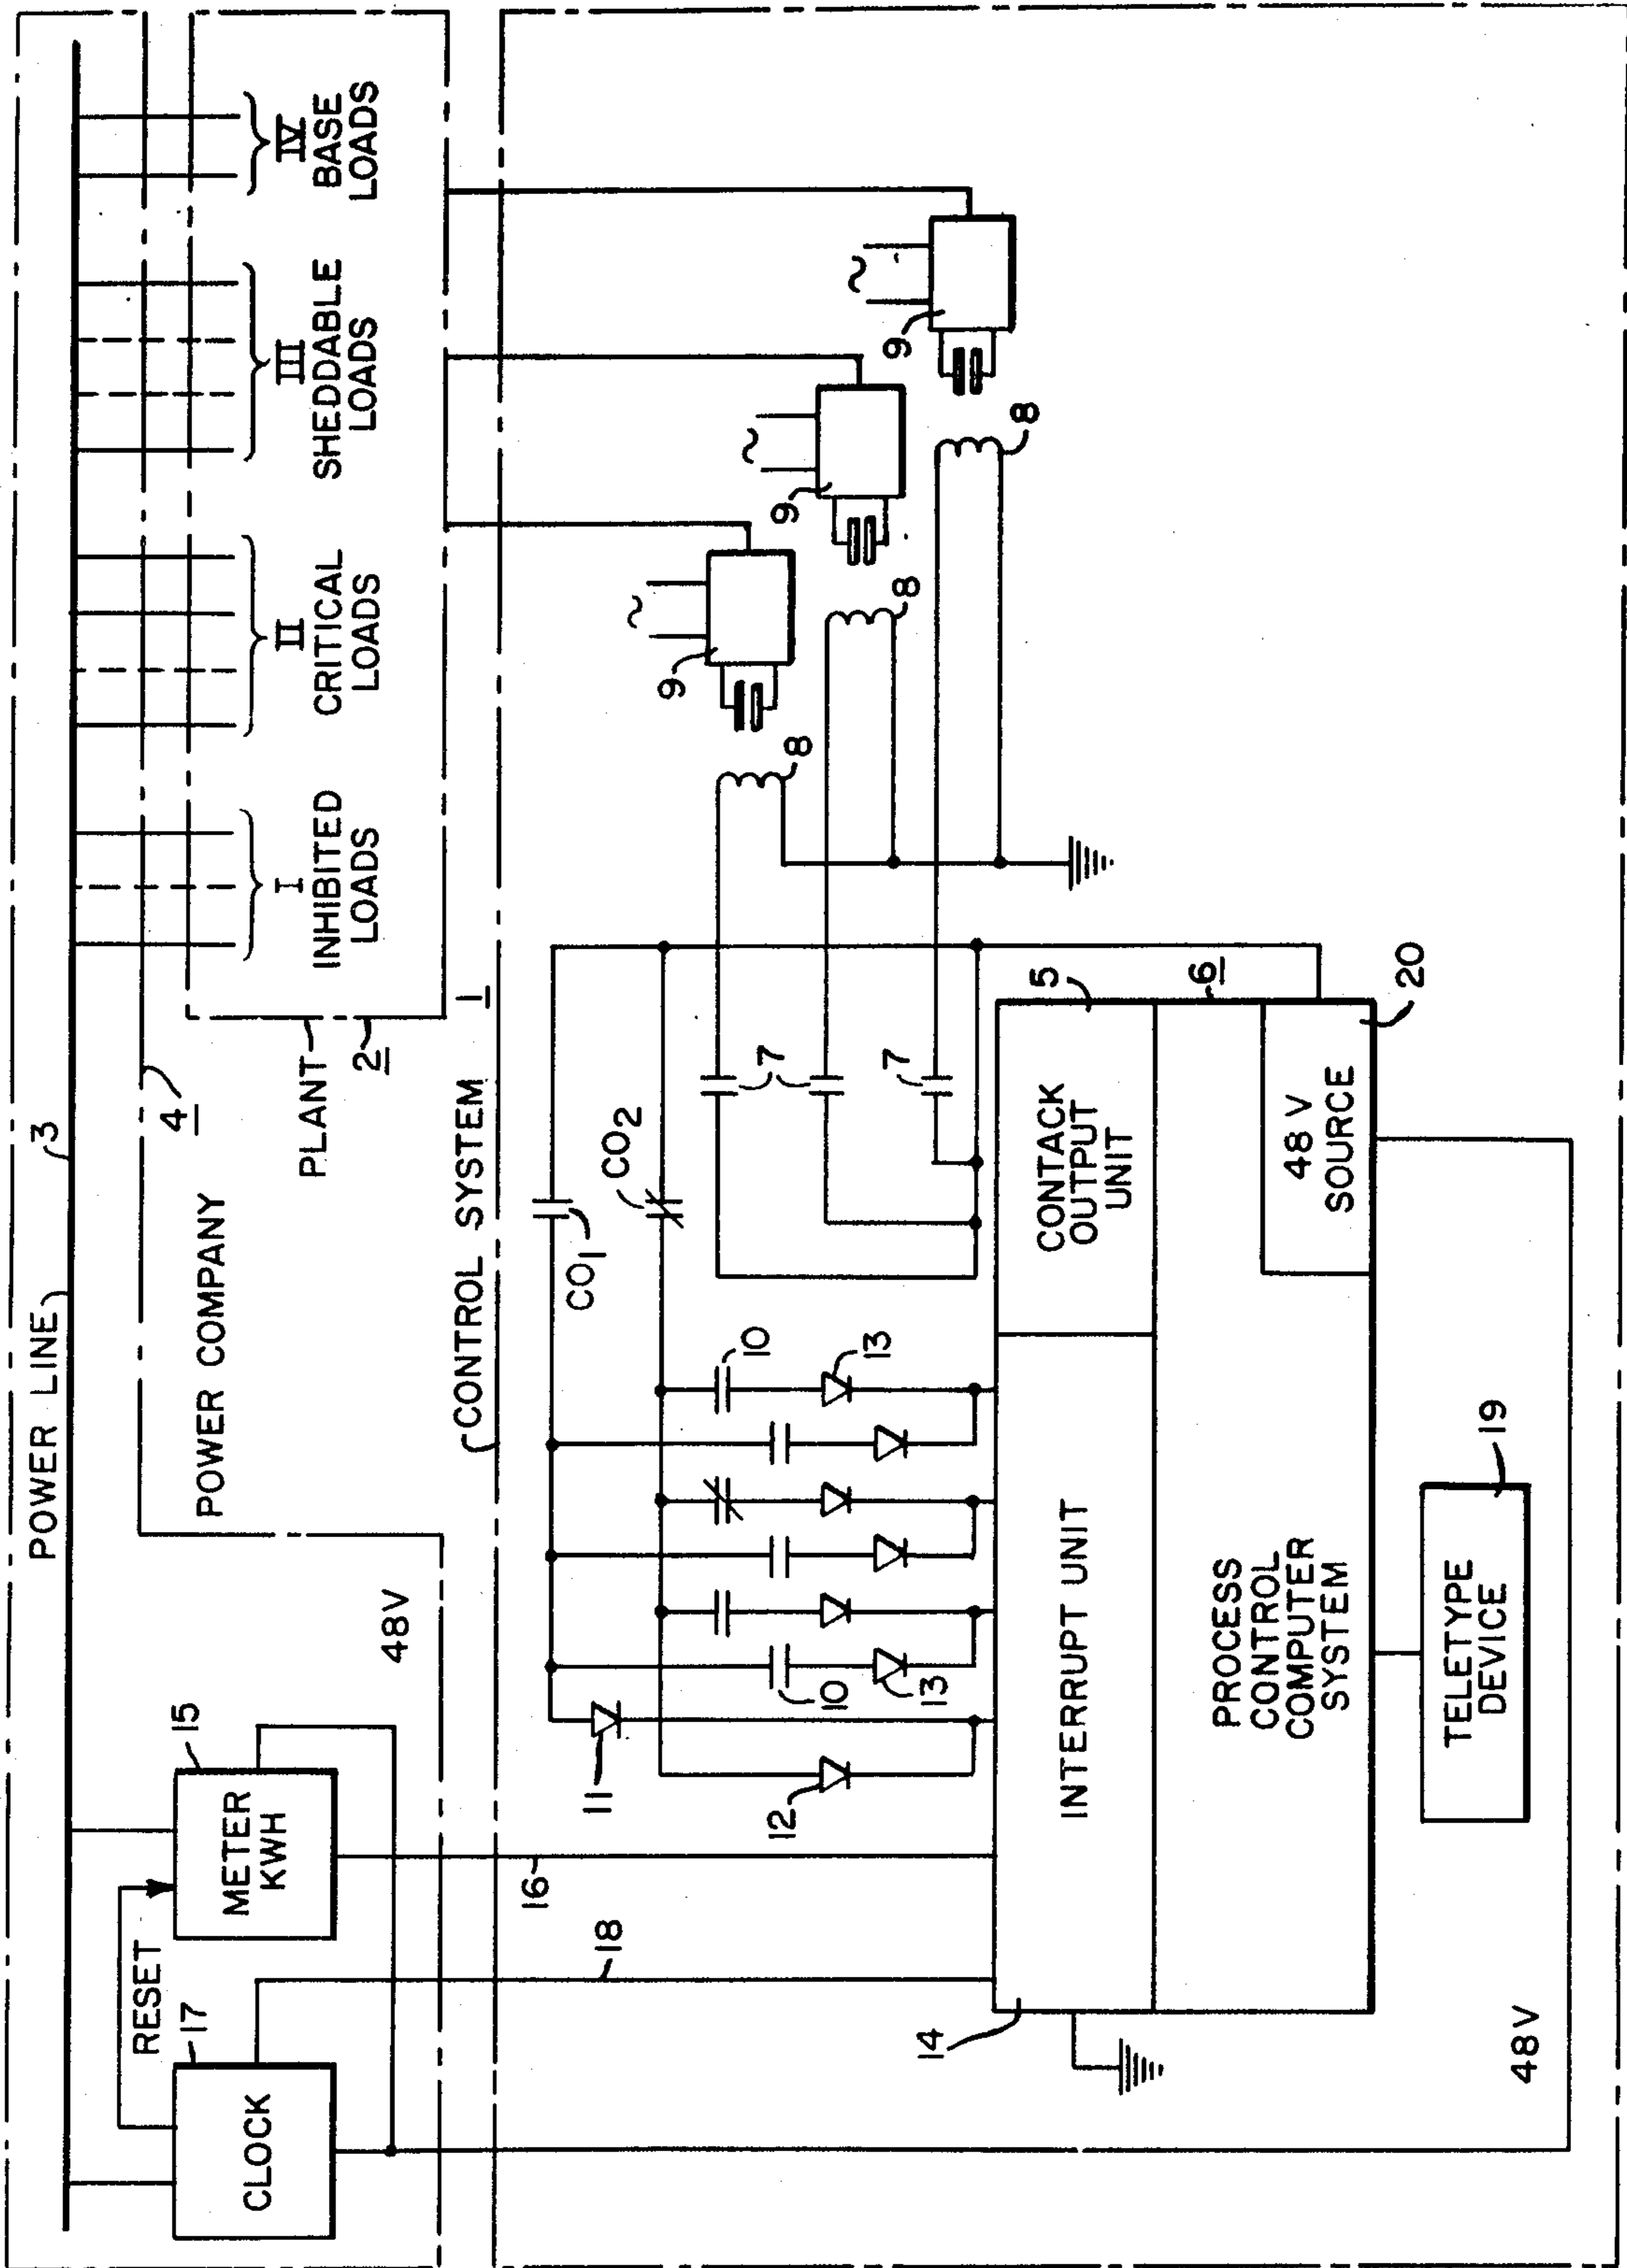 POWER LINE
3
RESET
17
CLOCK
15
METER
KWH
48V
POWER COMPANY
4
PLANT
2
I
INHIBITED
LOADS
II
CRITICAL
LOADS
III
SHEDDABLE
LOADS
IV
BASE
LOADS
CONTROL SYSTEM 1
18
16
11
12
10
13
10
13
CO1
CO2
7
7
8
8
8
9
9
9
14
INTERRUPT UNIT
CONTACK
OUTPUT
UNIT
5
6
PROCESS
CONTROL
COMPUTER
SYSTEM
48 V
SOURCE
20
TELETYPE
DEVICE
19
48V